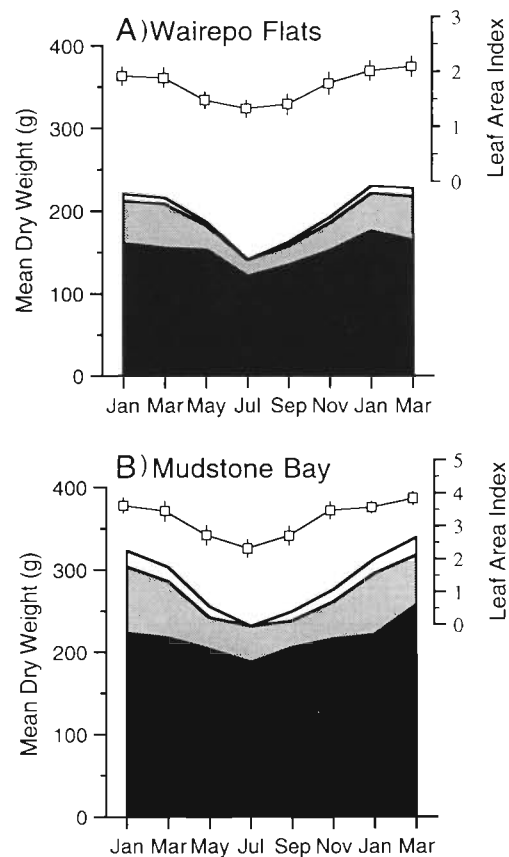 A) Wairepo Flats
400
300
200
100
0
Mean Dry Weight (g)
3
2
1
0
Leaf Area Index
Jan Mar May Jul Sep Nov Jan Mar
B) Mudstone Bay
400
300
200
100
0
Mean Dry Weight (g)
5
4
3
2
1
0
Leaf Area Index
Jan Mar May Jul Sep Nov Jan Mar